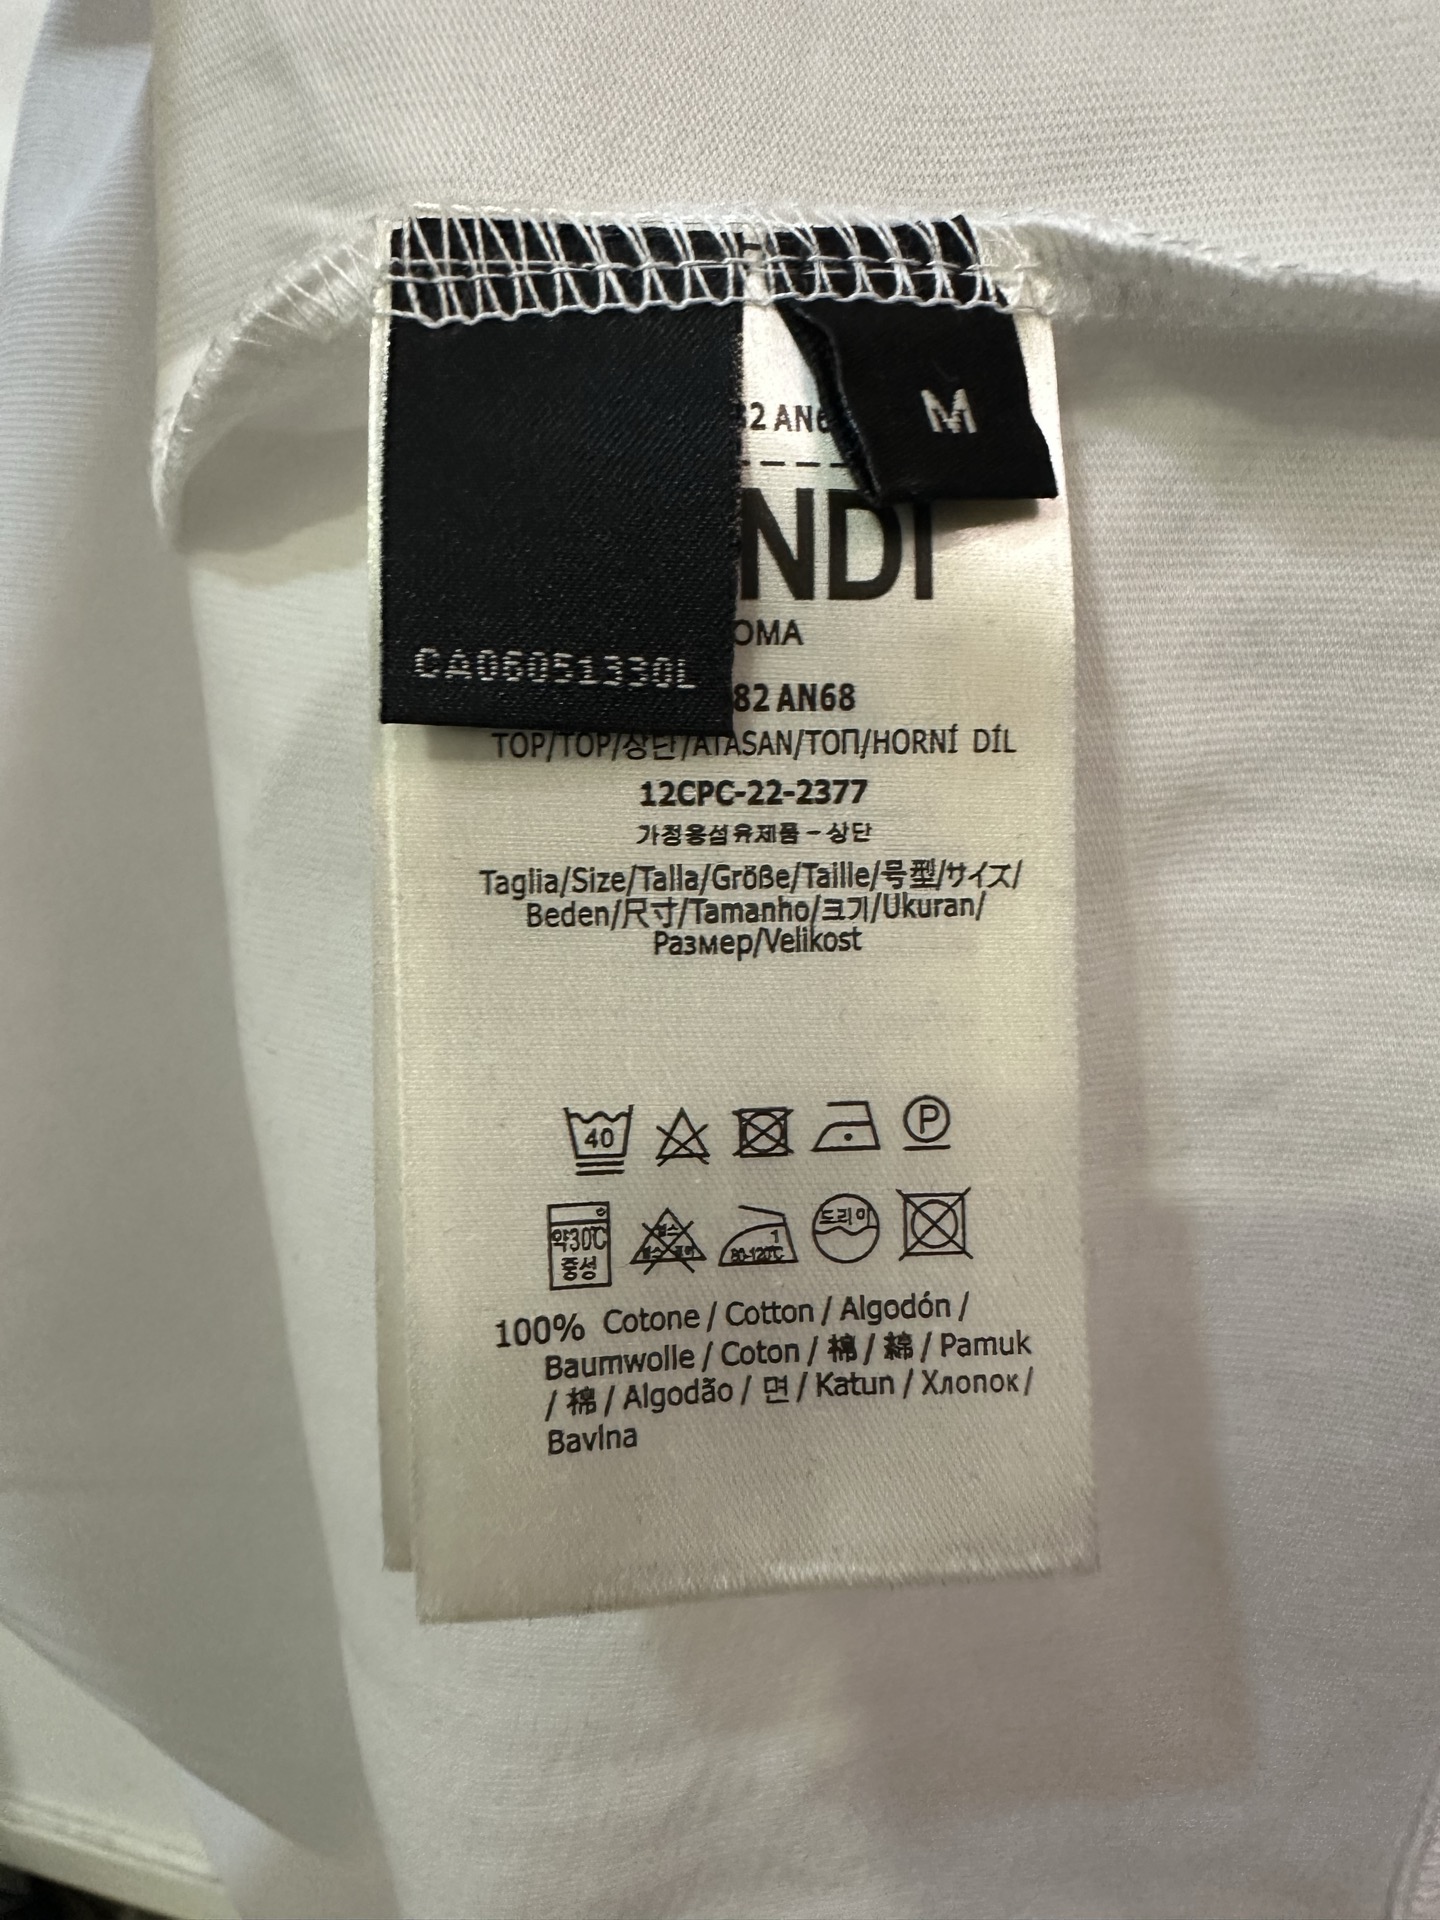 M
82 AN6
NDI
OMA
CA06051330L
82 AN68
TOP/TOP/상단/ATASAN/ТОП/HORNÍ DÍL
12CPC-22-2377
가정용섬유제품 - 상단
Taglia/Size/Talla/Größe/Taille/号型/サイズ/
Beden/尺寸/Tamanho/크기/Ukuran/
Размер/Velikost
40 P
약30℃ 80-120℃ 1 드라이
중성
100% Cotone / Cotton / Algodón /
Baumwolle / Coton / 棉 / 綿 / Pamuk
/ 棉 / Algodão / 면 / Katun / Хлопок /
Bavlna